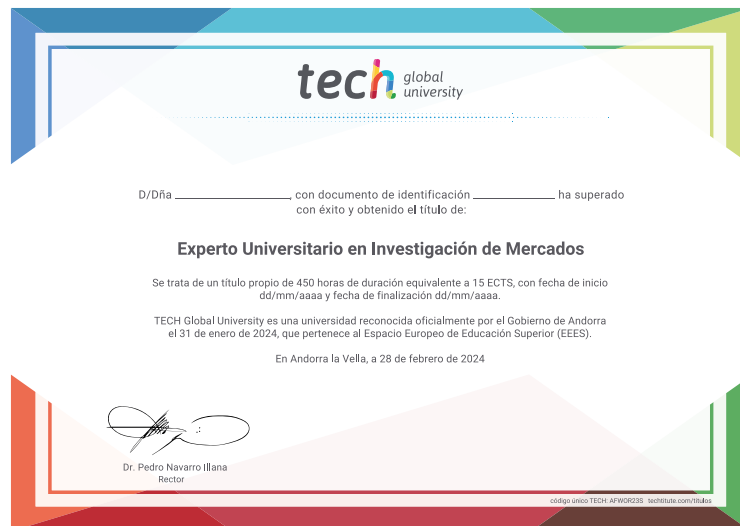 tech global university
D/Dña ____________________, con documento de identificación ______________ ha superado
con éxito y obtenido el título de:
Experto Universitario en Investigación de Mercados
Se trata de un título propio de 450 horas de duración equivalente a 15 ECTS, con fecha de inicio
dd/mm/aaaa y fecha de finalización dd/mm/aaaa.
TECH Global University es una universidad reconocida oficialmente por el Gobierno de Andorra
el 31 de enero de 2024, que pertenece al Espacio Europeo de Educación Superior (EEES).
En Andorra la Vella, a 28 de febrero de 2024
Dr. Pedro Navarro Illana
Rector
código único TECH: AFWOR23S techtitute.com/titulos